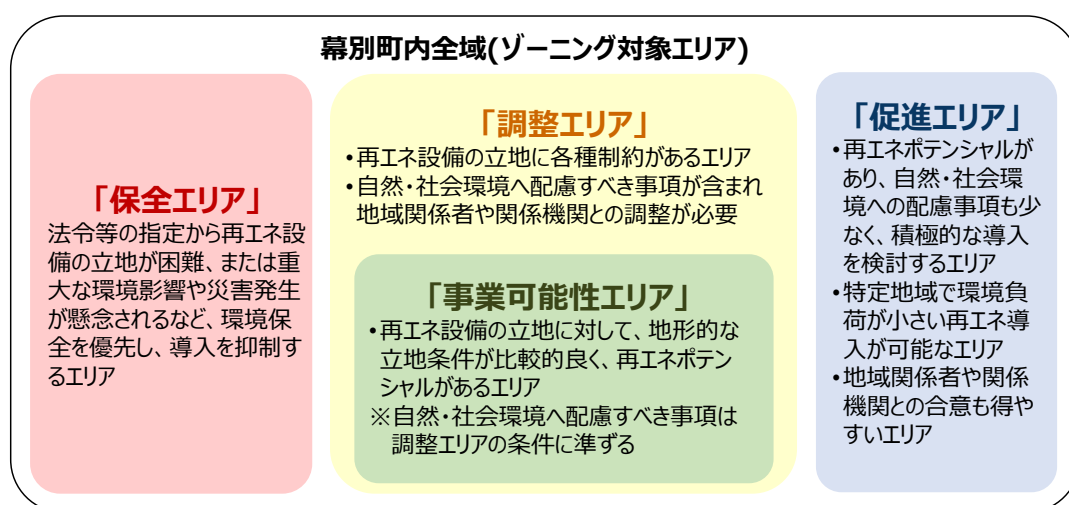 幕別町内全域(ゾーニング対象エリア)
「保全エリア」
法令等の指定から再エネ設
備の立地が困難、または重
大な環境影響や災害発生
が懸念されるなど、環境保
全を優先し、導入を抑制す
るエリア
「調整エリア」
•再エネ設備の立地に各種制約があるエリア
•自然・社会環境へ配慮すべき事項が含まれ
地域関係者や関係機関との調整が必要
「事業可能性エリア」
•再エネ設備の立地に対して、地形的な
立地条件が比較的良く、再エネポテン
シャルがあるエリア
※自然・社会環境へ配慮すべき事項は
調整エリアの条件に準ずる
「促進エリア」
•再エネポテンシャルが
あり、自然・社会環
境への配慮事項も少
なく、積極的な導入
を検討するエリア
•特定地域で環境負
荷が小さい再エネ導
入が可能なエリア
•地域関係者や関係
機関との合意も得や
すいエリア